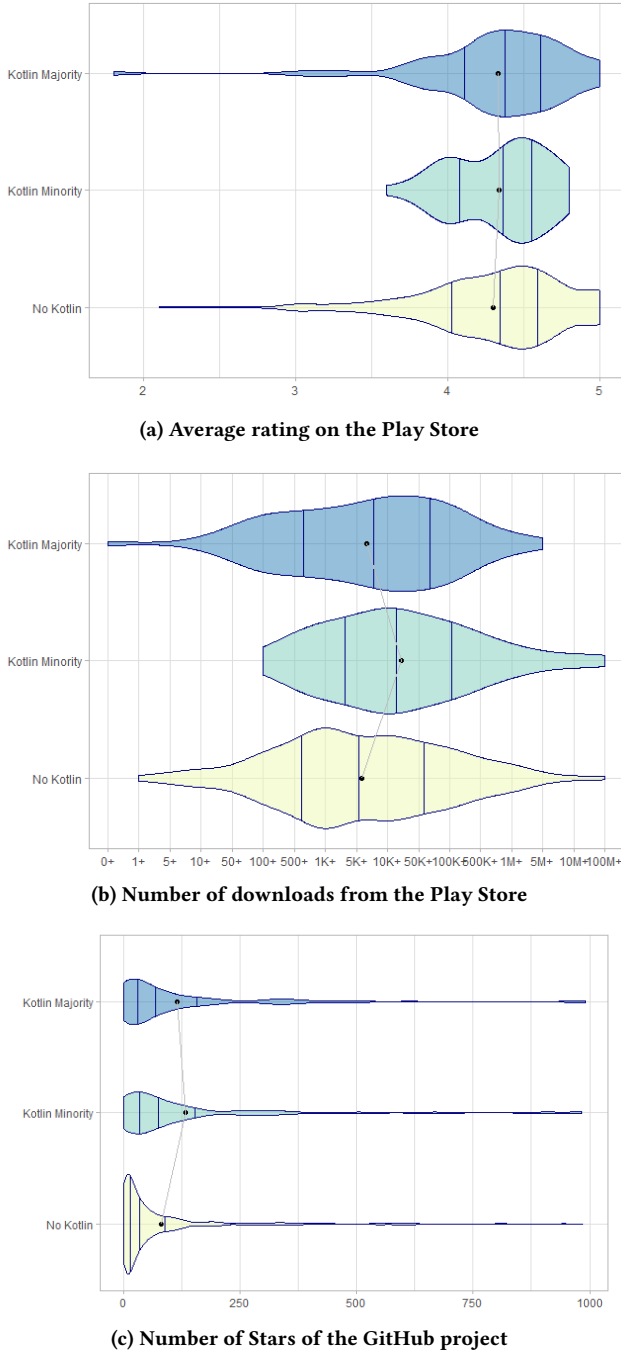 Kotlin Majority
Kotlin Minority
No Kotlin
2 3 4 5
(a) Average rating on the Play Store
Kotlin Majority
Kotlin Minority
No Kotlin
0+ 1+ 5+ 10+ 50+ 100+ 500+ 1K+ 5K+ 10K+ 50K+ 100K+ 500K+ 1M+ 5M+ 10M+ 100M+
(b) Number of downloads from the Play Store
Kotlin Majority
Kotlin Minority
No Kotlin
0 250 500 750 1000
(c) Number of Stars of the GitHub project